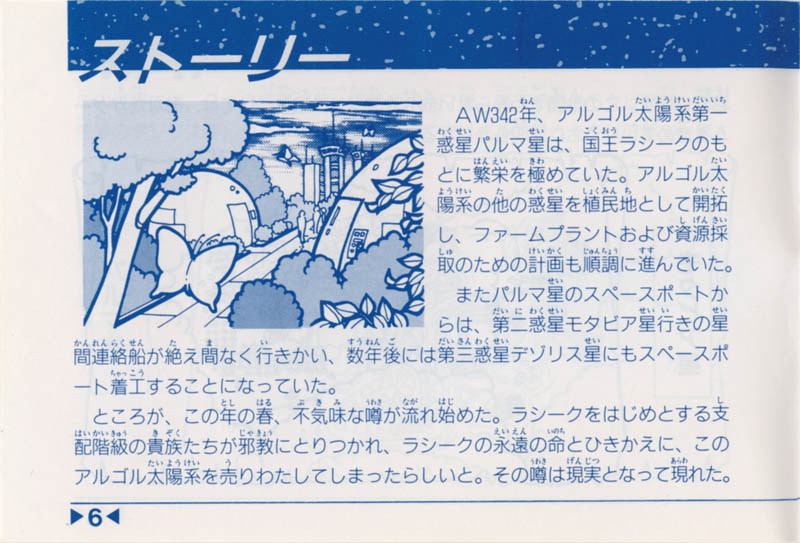 ストーリー
AW342年、アルゴル太陽系第一
惑星パルマ星は、国王ラシークのも
とに繁栄を極めていた。アルゴル太
陽系の他の惑星を植民地として開拓
し、ファームプラントおよび資源採
取のための計画も順調に進んでいた。
またパルマ星のスペースポートか
らは、第二惑星モタビア星行きの星
間連絡船が絶え間なく行きかい、数年後には第三惑星デゾリス星にもスペースポ
ート着工することになっていた。
ところが、この年の春、不気味な噂が流れ始めた。ラシークをはじめとする支
配階級の貴族たちが邪教にとりつかれ、ラシークの永遠の命とひきかえに、この
アルゴル太陽系を売りわたしてしまったらしいと。その噂は現実となって現れた。
▶6◀